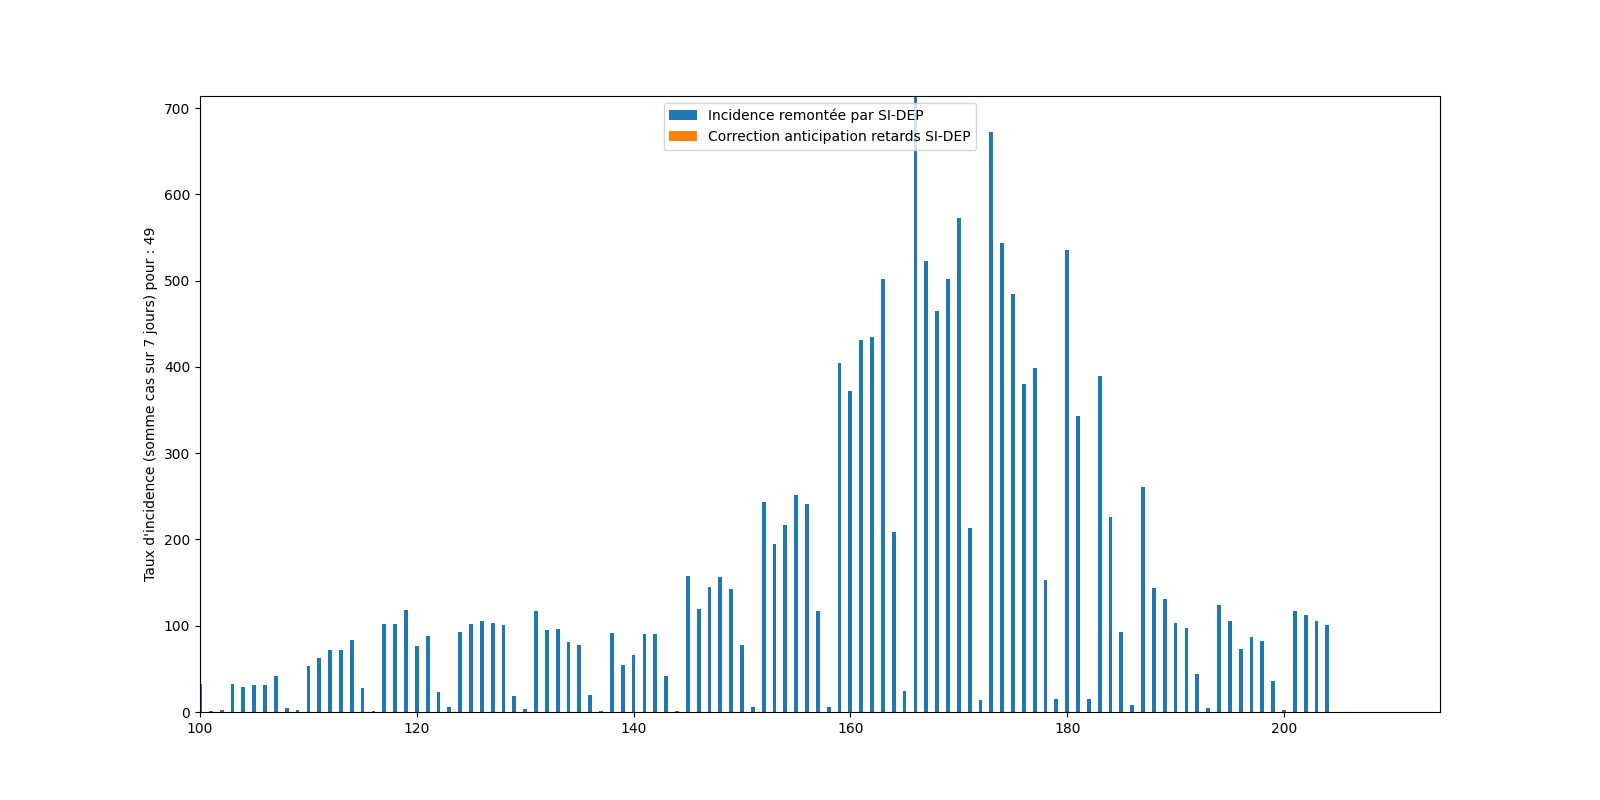 Incidence remontée par SI-DEP
Correction anticipation retards SI-DEP
Taux d'incidence (somme cas sur 7 jours) pour : 49
700
600
500
400
300
200
100
0
100 120 140 160 180 200